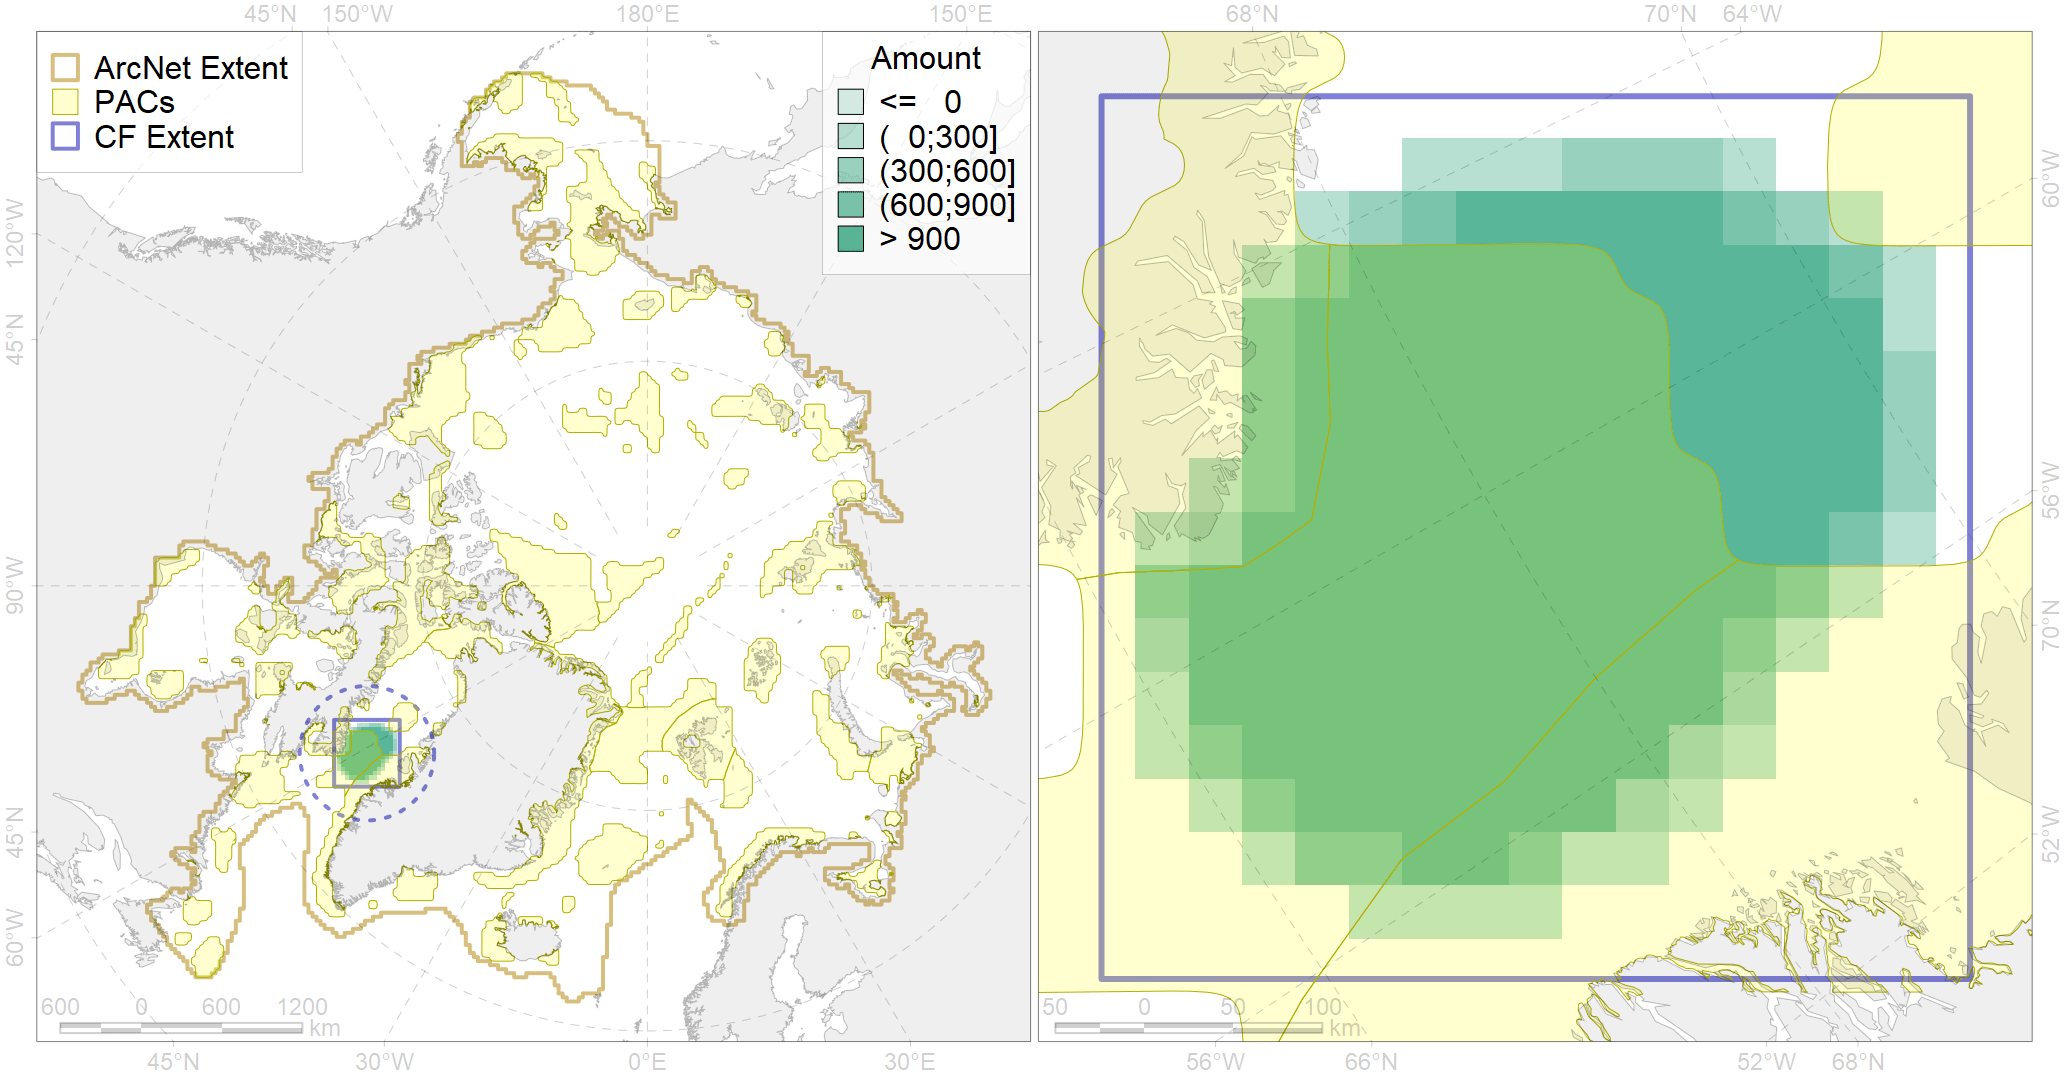 45°N 150°W 180°E 150°E 68°N 70°N 64°W
ArcNet Extent
PACs
CF Extent
Amount
<= 0
( 0;300]
(300;600]
(600;900]
> 900
120°W
45°N
90°W
45°N
60°W
60°W
56°W
70°N
52°W
600 0 600 1200
km
50 0 50 100
km
45°N 30°W 0°E 30°E 56°W 66°N 52°W 68°N